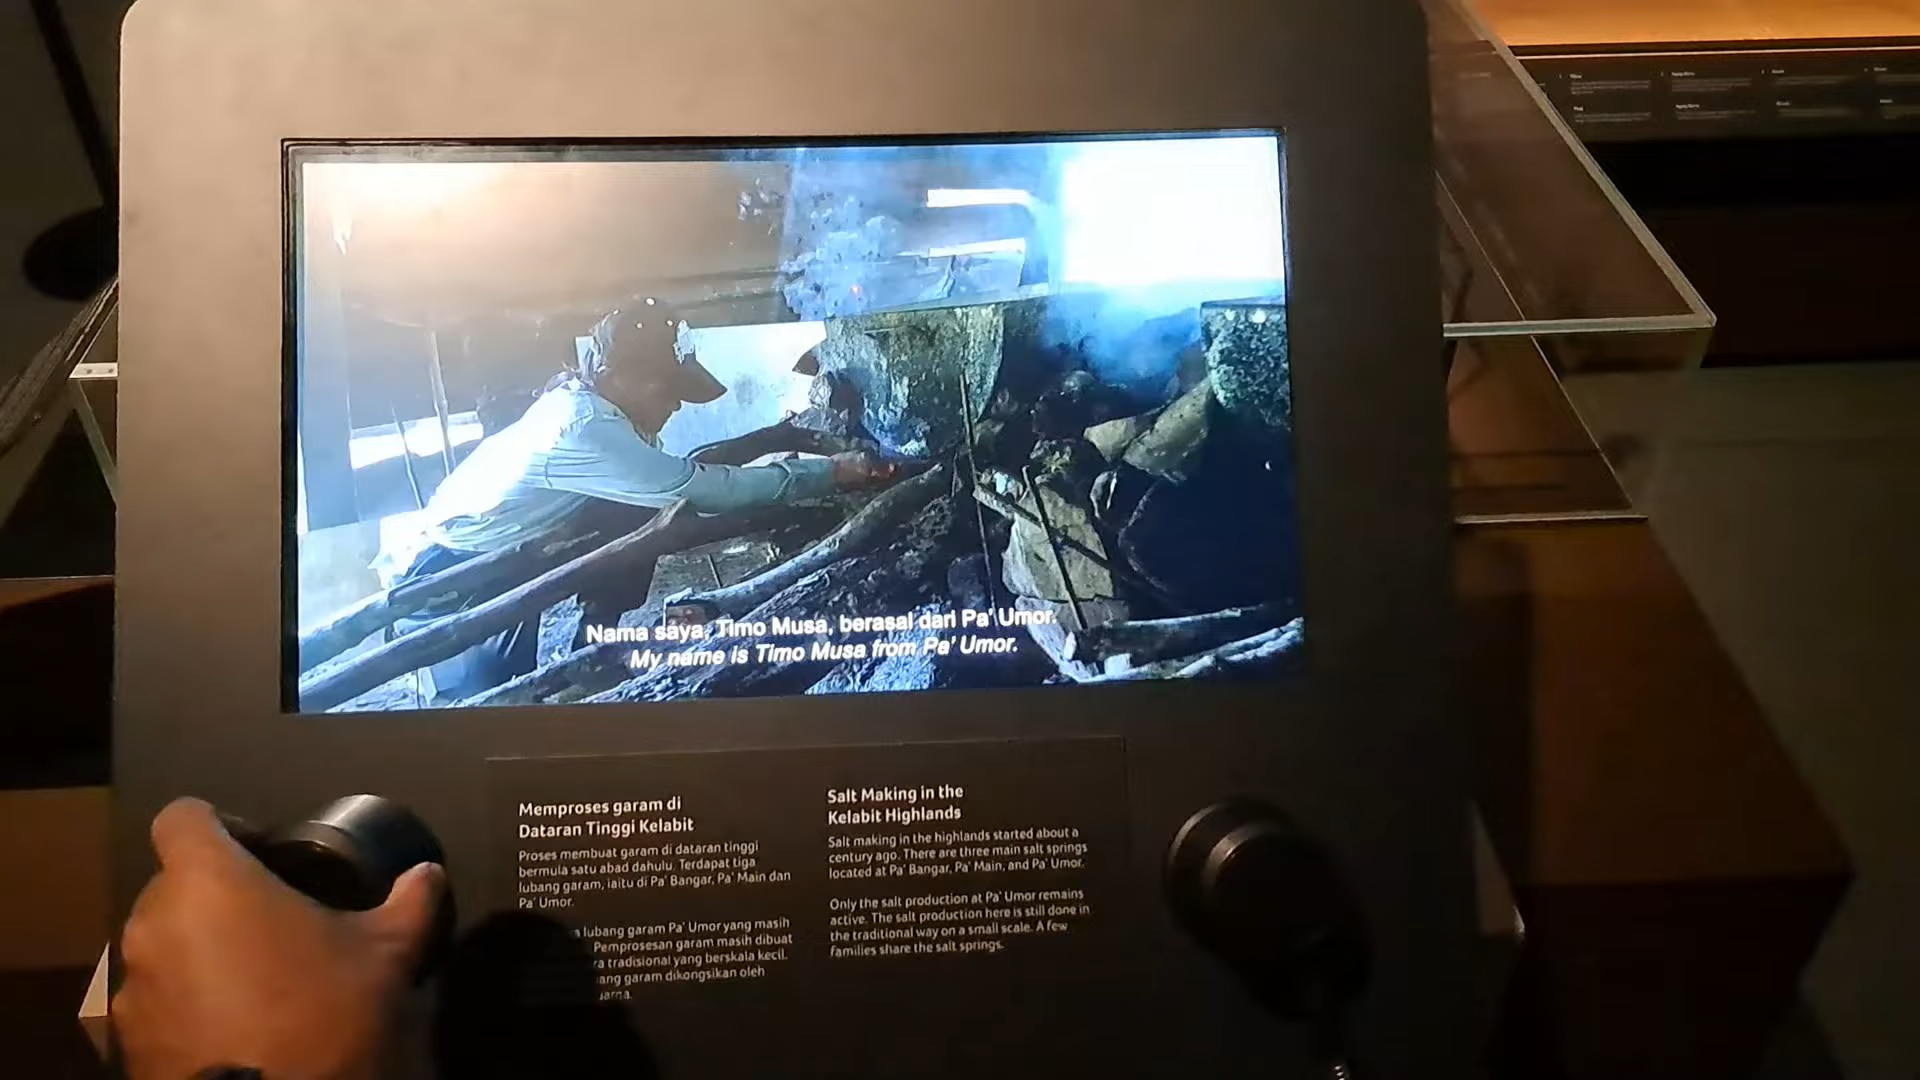 Nama saya, Timo Musa, berasal dari Pa' Umor.
My name is Timo Musa from Pa' Umor.
Memproses garam di
Dataran Tinggi Kelabit
Proses membuat garam di dataran tinggi
bermula satu abad dahulu. Terdapat tiga
lubang garam, iaitu di Pa' Bangar, Pa' Main dan
Pa' Umor.
lubang garam Pa' Umor yang masih
Pemprosesan garam masih dibuat
tradisional yang berskala kecil.
garam dikongsikan oleh
Salt Making in the
Kelabit Highlands
Salt making in the highlands started about a
century ago. There are three main salt springs
located at Pa' Bangar, Pa' Main, and Pa' Umor.
Only the salt production at Pa' Umor remains
active. The salt production here is still done in
the traditional way on a small scale. A few
families share the salt springs.